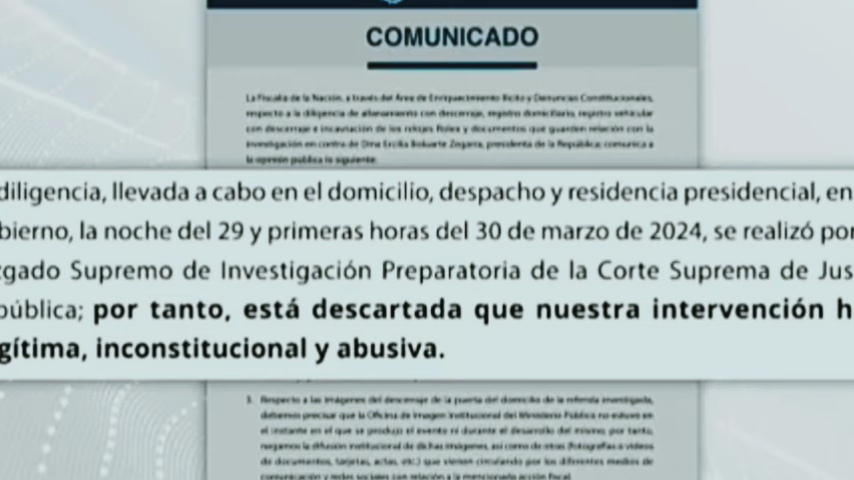 COMUNICADO
La Fiscalía de la Nación, a través del Área de Enriquecimiento Ilícito y Denuncias Constitucionales,
respecto a la diligencia de allanamiento con descerraje, registro domiciliario, registro vehicular
con descerraje e incautación de los relojes Rolex y documentos que guarden relación con la
investigación en contra de Dina Ercilia Boluarte Zegarra, presidenta de la República; comunica a
la opinión pública lo siguiente:
diligencia, llevada a cabo en el domicilio, despacho y residencia presidencial, en
bierno, la noche del 29 y primeras horas del 30 de marzo de 2024, se realizó por
gado Supremo de Investigación Preparatoria de la Corte Suprema de Jus
pública; por tanto, está descartada que nuestra intervención h
gítima, inconstitucional y abusiva.
3. Respecto a las imágenes del descerraje de la puerta del domicilio de la referida investigada,
debemos precisar que la Oficina de Imagen Institucional del Ministerio Público no estuvo en
el instante en el que se produjo el evento ni durante el desarrollo del mismo; por tanto,
negamos la difusión institucional de dichas imágenes, así como de otras (fotografías o videos
de documentos, tarjetas, actas, etc.) que vienen circulando por los diferentes medios de
comunicación y redes sociales con relación a la mencionada acción fiscal.